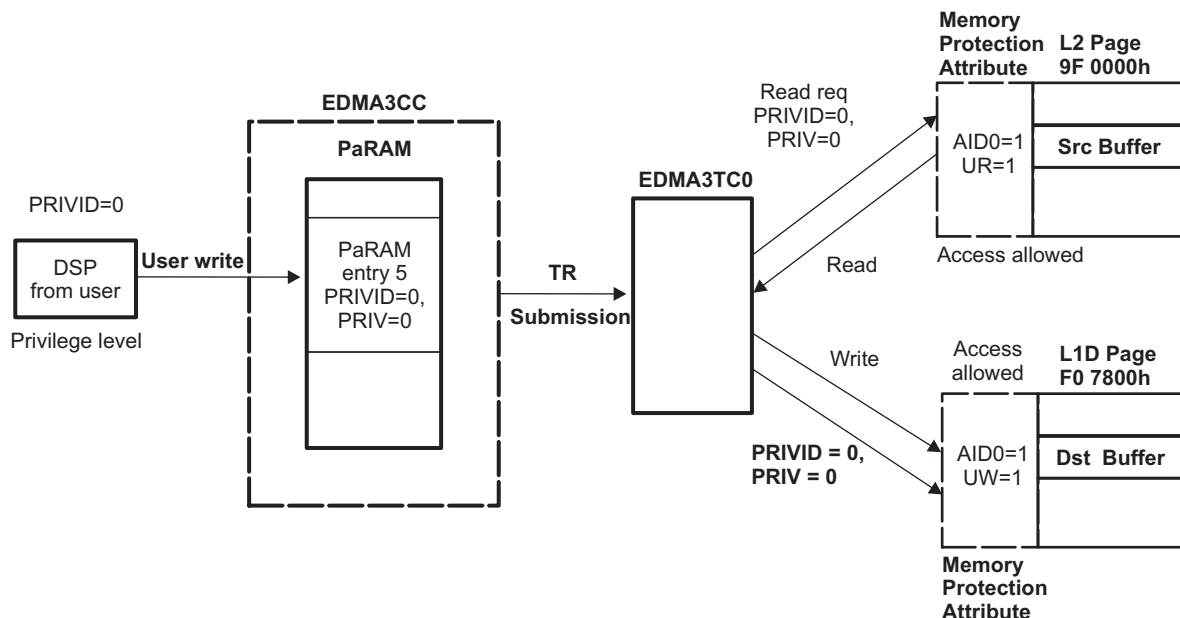 PRIVID=0
DSP
from user
Privilege level
User write
EDMA3CC
PaRAM
PaRAM
entry 5
PRIVID=0,
PRIV=0
TR
Submission
EDMA3TC0
Read req
PRIVID=0,
PRIV=0
Read
Memory
Protection
Attribute
L2 Page
9F 0000h
AID0=1
UR=1
Src Buffer
Access allowed
Write
PRIVID = 0,
PRIV = 0
Access
allowed
L1D Page
F0 7800h
AID0=1
UW=1
Dst Buffer
Memory
Protection
Attribute